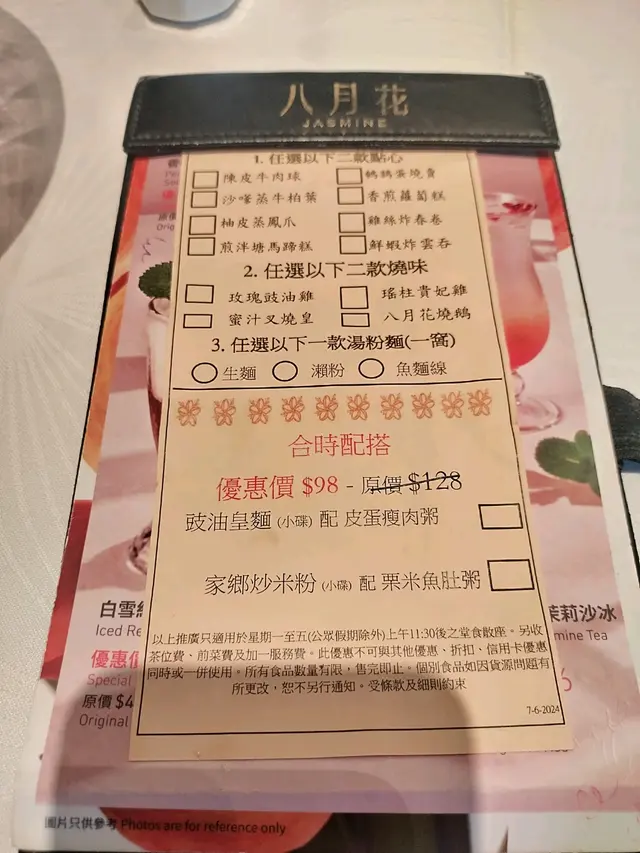 八月花
JASMINE
1. 任選以下二款點心
陳皮牛肉球
鵪鶉蛋燒賣
沙嗲蒸牛柏葉
香煎蘿蔔糕
柚皮蒸鳳爪
雞絲炸春卷
煎泮塘馬蹄糕
鮮蝦炸雲吞
2. 任選以下二款燒味
玫瑰豉油雞
瑤柱貴妃雞
蜜汁叉燒皇
八月花燒鵝
3. 任選以下一款湯粉麵(一窩)
生麵
瀨粉
魚麵線
合時配搭
優惠價 $98 - 原價 $128
豉油皇麵 (小碟) 配 皮蛋瘦肉粥
家鄉炒米粉 (小碟) 配 栗米魚肚粥
以上推廣只適用於星期一至五(公眾假期除外)上午11:30後之堂食散座。另收
茶位費、前菜費及加一服務費。此優惠不可與其他優惠、折扣、信用卡優惠
同時或一併使用。所有食品數量有限，售完即止。個別食品如因貨源問題有
所更改，恕不另行通知。受條款及細則約束
7-6-2024
白雪
Iced Re
優惠
Special
原價 $4
Original
茉莉沙冰
mine Tea
圖片只供參考 Photos are for reference only